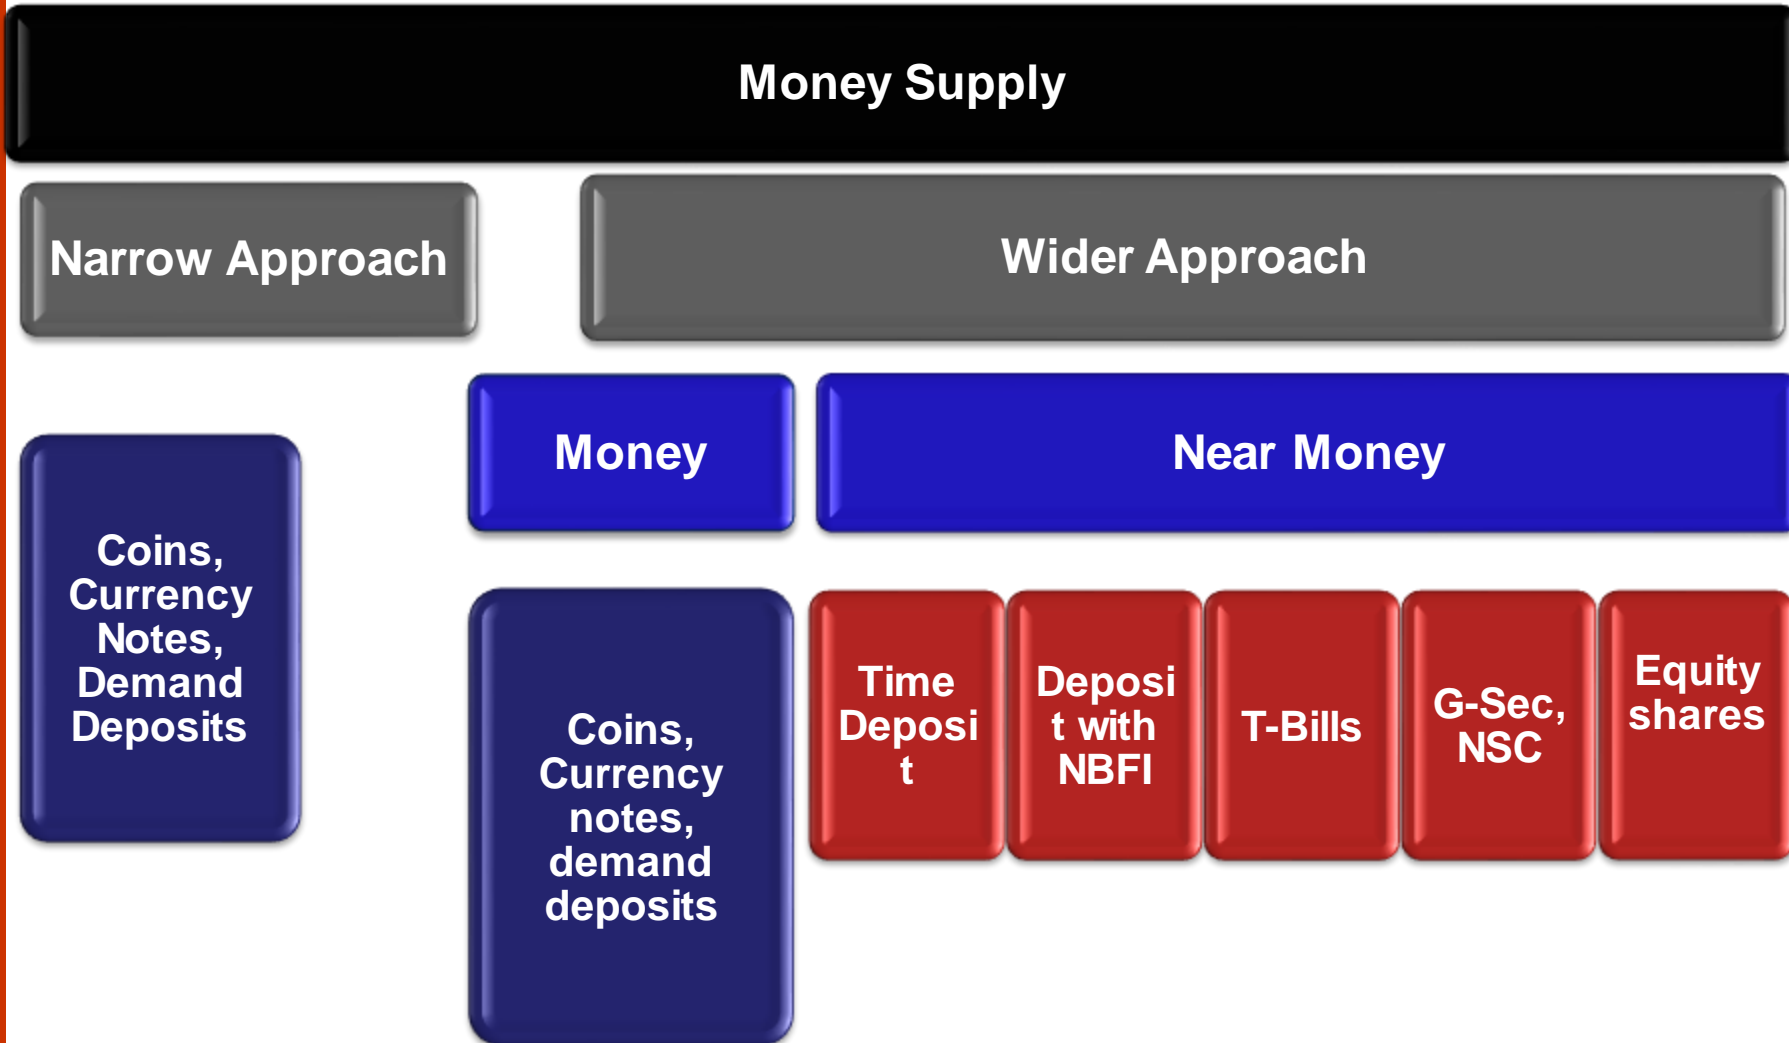 Money Supply
Narrow Approach
Wider Approach
Money
Near Money
Coins,
Currency
Notes,
Demand
Deposits
Coins,
Currency
notes,
demand
deposits
Time
Deposi
t
Deposi
t with
NBFI
T-Bills
G-Sec,
NSC
Equity
shares